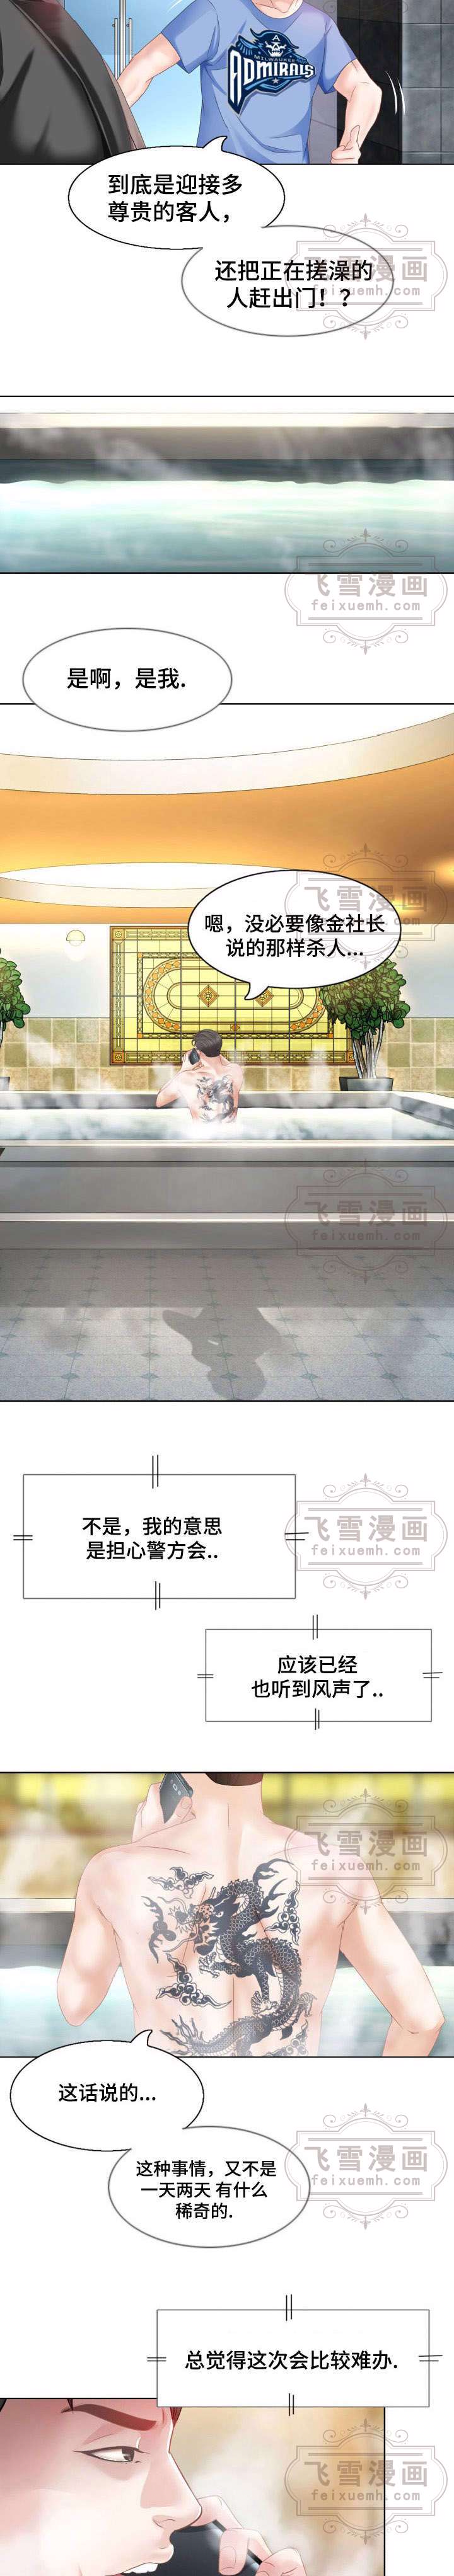 MILWAUKEE
ADMIRALS
到底是迎接多
尊贵的客人，
还把正在搓澡的
人赶出门！？
飞雪漫画
feixuemh.com
飞雪漫画
feixuemh.com
是啊，是我.
飞雪漫画
嗯，没必要像金社长
说的那样杀人...
飞雪漫画
feixuemh.com
不是，我的意思
是担心警方会..
飞雪漫画
feixuemh.com
应该已经
也听到风声了..
飞雪漫画
feixuemh.com
这话说的...
这种事情，又不是
一天两天 有什么
稀奇的.
飞雪漫画
feixuemh.com
总觉得这次会比较难办.
飞雪漫画
feixuemh.com